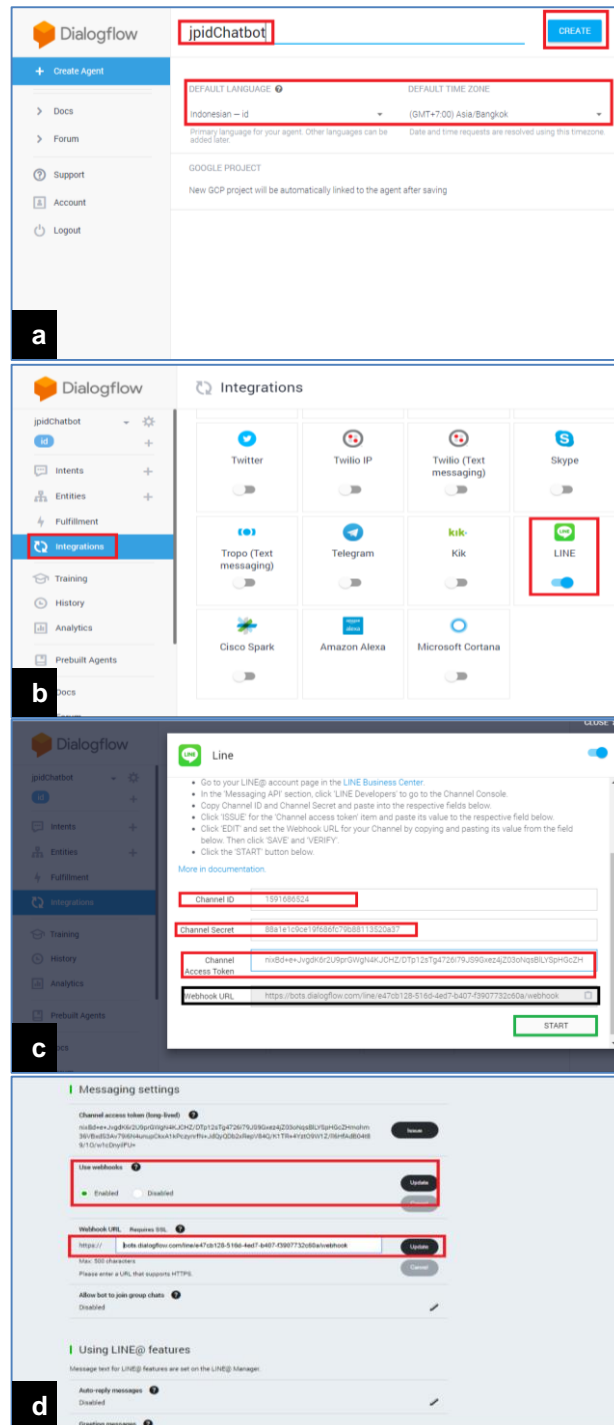 Dialogflow
jpidChatbot
CREATE
+ Create Agent
DEFAULT LANGUAGE
DEFAULT TIME ZONE
> Docs
Indonesian — id
(GMT+7:00) Asia/Bangkok
Primary language for your agent. Other languages can be added later.
Date and time requests are resolved using this timezone.
> Forum
GOOGLE PROJECT
Support
New GCP project will be automatically linked to the agent after saving
Account
Logout
a
Dialogflow
Integrations
jpidChatbot
id
Intents
Entities
Fulfillment
Integrations
Training
History
Analytics
Prebuilt Agents
Docs
Twitter
Twilio IP
Twilio (Text messaging)
Skype
Tropo (Text messaging)
Telegram
Kik
LINE
Cisco Spark
Amazon Alexa
Microsoft Cortana
b
Dialogflow
CLOSE
jpidChatbot
id
Intents
Entities
Fulfillment
Integrations
Training
History
Analytics
Prebuilt Agents
Line
• Go to your LINE@ account page in the LINE Business Center.
• In the 'Messaging API' section, click 'LINE Developers' to go to the Channel Console.
• Copy Channel ID and Channel Secret and paste into the respective fields below.
• Click 'ISSUE' for the 'Channel access token' item and paste its value to the respective field below.
• Click 'EDIT' and set the Webhook URL for your Channel by copying and pasting its value from the field
below. Then click 'SAVE' and 'VERIFY'.
• Click the 'START' button below.
More in documentation.
Channel ID
1591686524
Channel Secret
88a1e1c9ce19f686fc79b88113520a37
Channel
Access Token
Webhook URL
https://bots.dialogflow.com/line/e47cb128-516d-4ed7-b407-f3907732c60a/webhook
START
c
Messaging settings
Channel access token (long-lived)
Issue
Use webhooks
Enabled
Disabled
Update
Webhook URL Requires SSL
https://
bots.dialogflow.com/line/e47cb128-516d-4ed7-b407-f3907732c60a/webhook
Update
Max: 500 characters
Cancel
Please enter a URL that supports HTTPS.
Allow bot to join group chats
Disabled
Using LINE@ features
Message text for LINE@ features are set on the LINE@ Manager.
Auto-reply messages
Disabled
Greeting messages
d